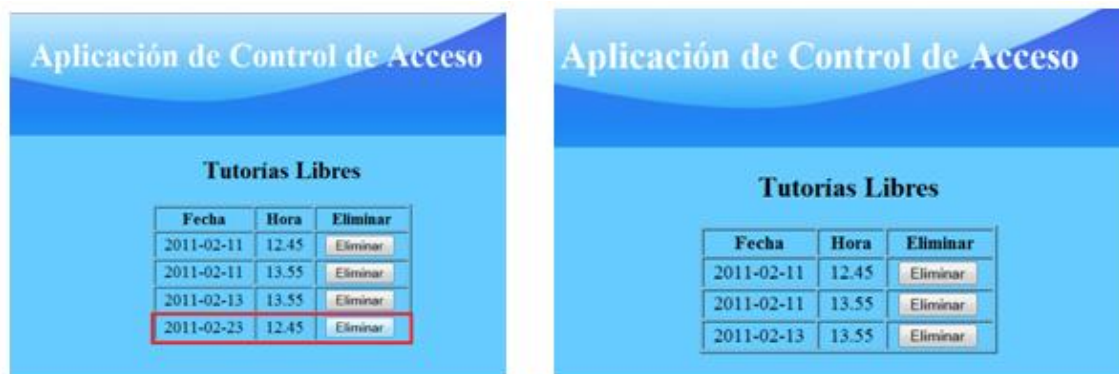 Aplicación de Control de Acceso
Tutorías Libres
Fecha Hora Eliminar
2011-02-11 12.45 Eliminar
2011-02-11 13.55 Eliminar
2011-02-13 13.55 Eliminar
2011-02-23 12.45 Eliminar
Aplicación de Control de Acceso
Tutorías Libres
Fecha Hora Eliminar
2011-02-11 12.45 Eliminar
2011-02-11 13.55 Eliminar
2011-02-13 13.55 Eliminar